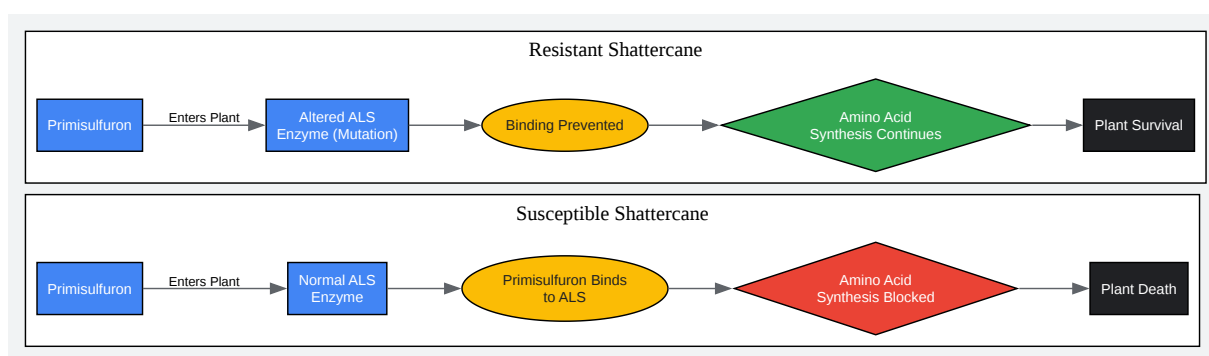 Resistant Shattercane
Primisulfuron
Enters Plant
Altered ALS
Enzyme (Mutation)
Binding Prevented
Amino Acid
Synthesis Continues
Plant Survival
Susceptible Shattercane
Primisulfuron
Enters Plant
Normal ALS
Enzyme
Primisulfuron Binds
to ALS
Amino Acid
Synthesis Blocked
Plant Death